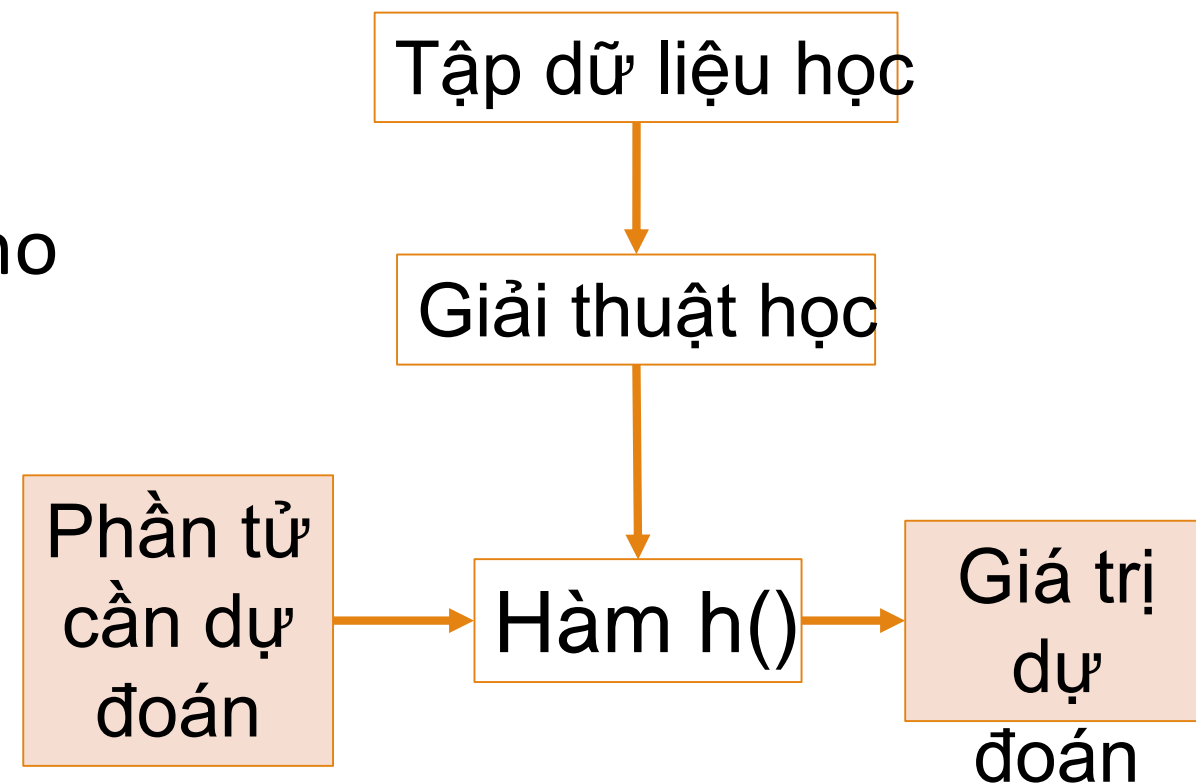 Tập dữ liệu học
Giải thuật học
Phần tử
cần dự
đoán
Hàm h()
Giá trị
dự
đoán